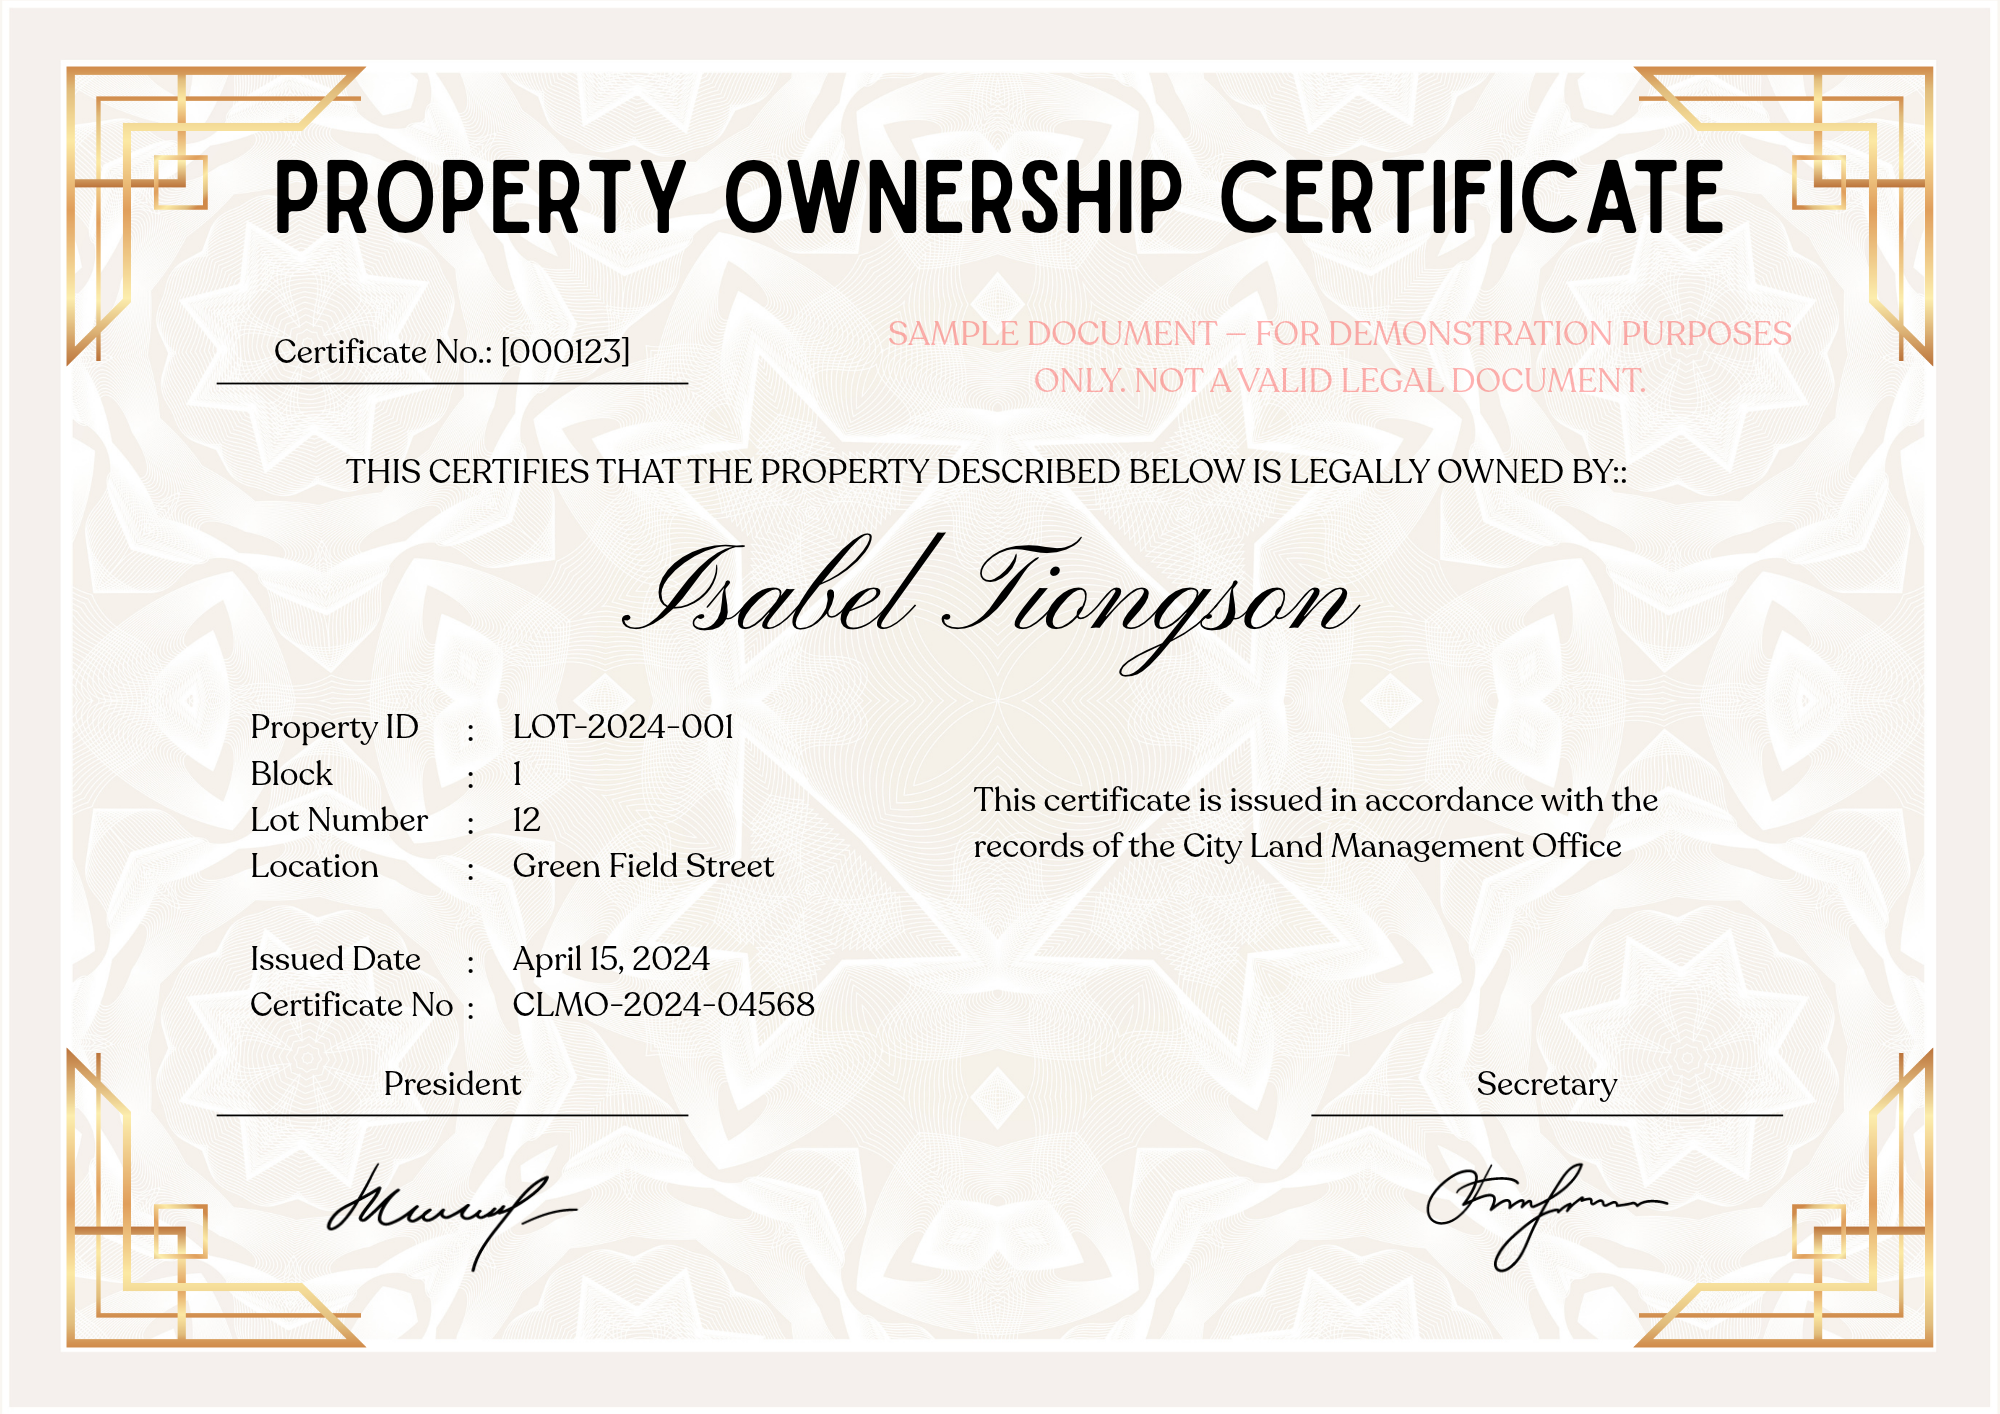 PROPERTY OWNERSHIP CERTIFICATE
Certificate No.: [000123]
SAMPLE DOCUMENT – FOR DEMONSTRATION PURPOSES
ONLY. NOT A VALID LEGAL DOCUMENT.
THIS CERTIFIES THAT THE PROPERTY DESCRIBED BELOW IS LEGALLY OWNED BY::
Isabel Tiongson
Property ID : LOT-2024-001
Block : 1
Lot Number : 12
Location : Green Field Street
This certificate is issued in accordance with the
records of the City Land Management Office
Issued Date : April 15, 2024
Certificate No : CLMO-2024-04568
President
Secretary